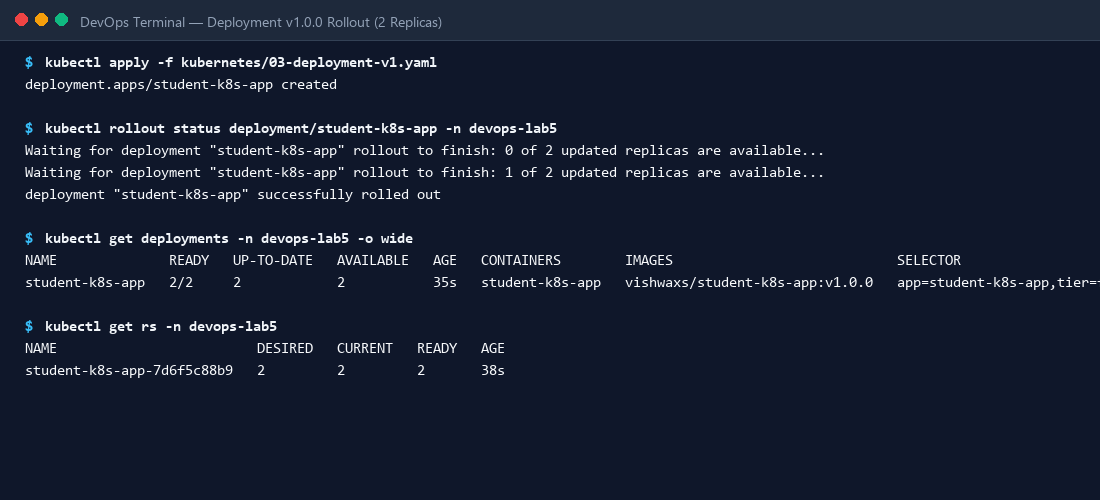 DevOps Terminal — Deployment v1.0.0 Rollout (2 Replicas)
$ kubectl apply -f kubernetes/03-deployment-v1.yaml
deployment.apps/student-k8s-app created
$ kubectl rollout status deployment/student-k8s-app -n devops-lab5
Waiting for deployment "student-k8s-app" rollout to finish: 0 of 2 updated replicas are available...
Waiting for deployment "student-k8s-app" rollout to finish: 1 of 2 updated replicas are available...
deployment "student-k8s-app" successfully rolled out
$ kubectl get deployments -n devops-lab5 -o wide
NAME READY UP-TO-DATE AVAILABLE AGE CONTAINERS IMAGES SELECTOR
student-k8s-app 2/2 2 2 35s student-k8s-app vishwaxs/student-k8s-app:v1.0.0 app=student-k8s-app,tier=
$ kubectl get rs -n devops-lab5
NAME DESIRED CURRENT READY AGE
student-k8s-app-7d6f5c88b9 2 2 2 38s